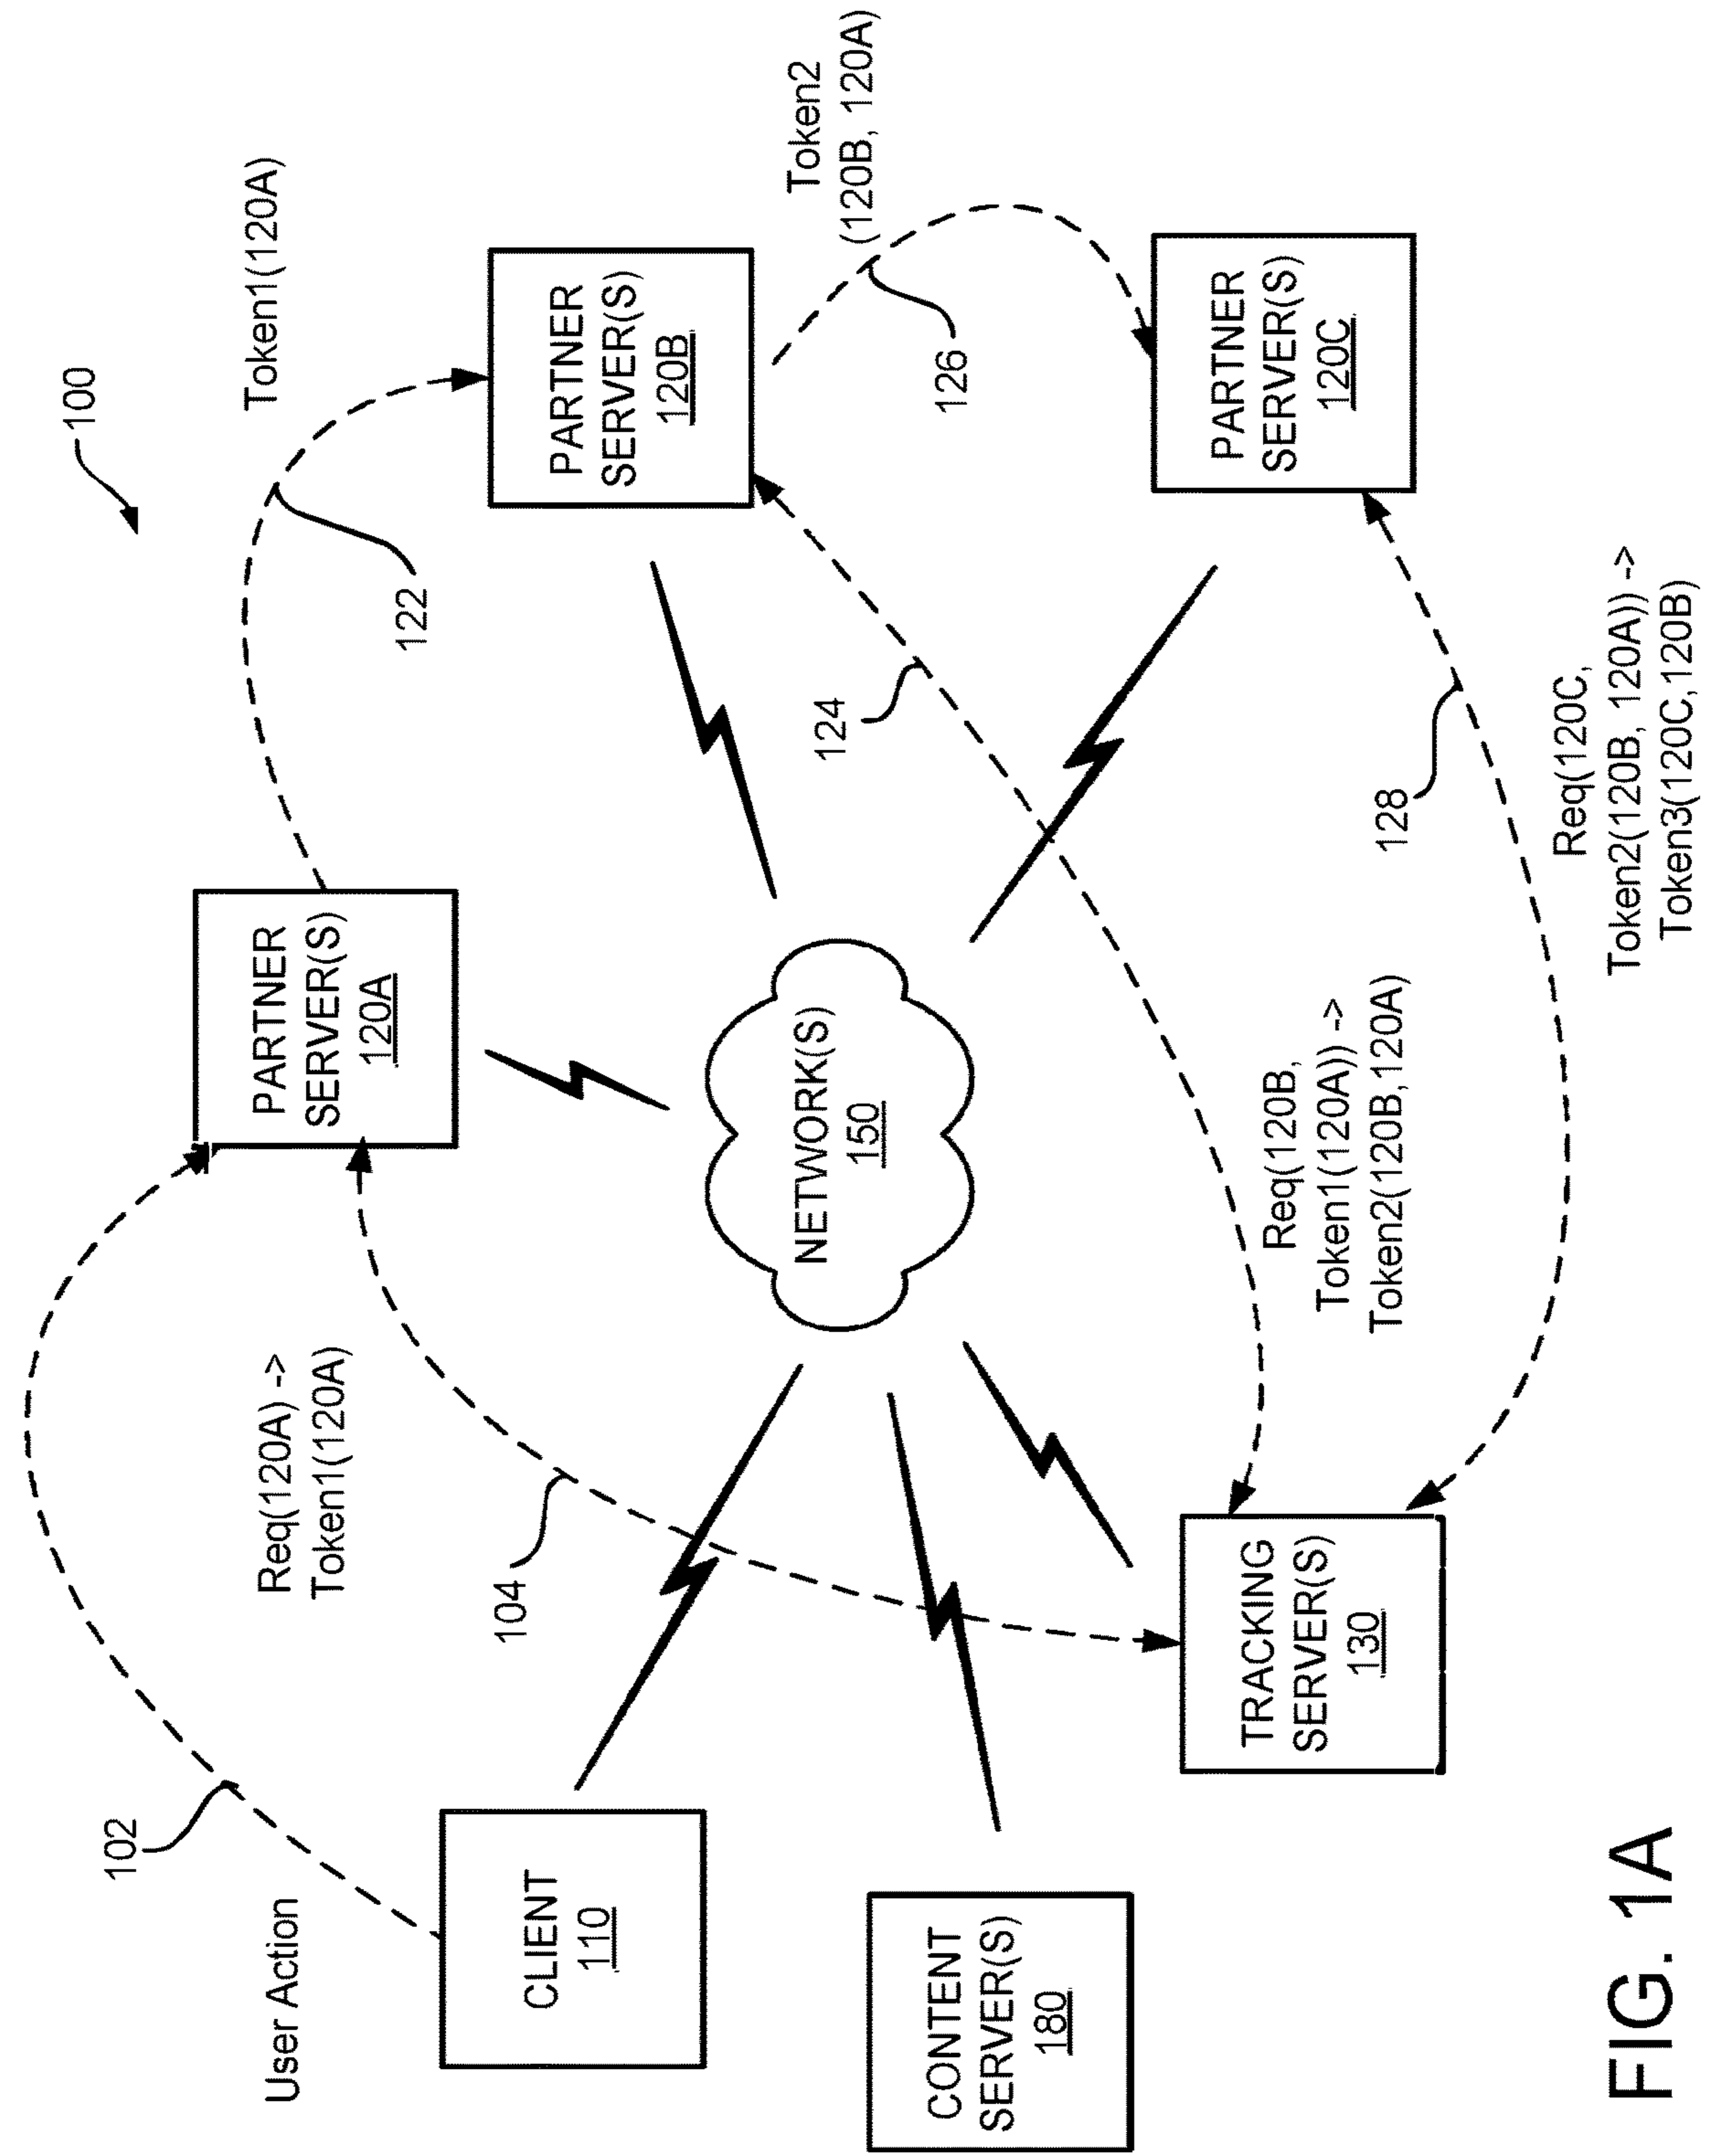 100
User Action
102
Req(120A) ->
Token1(120A)
104
PARTNER
SERVER(S)
120A
Token1(120A)
122
CLIENT
110
PARTNER
SERVER(S)
120B
NETWORK(S)
150
124
Token2
(120B, 120A)
126
CONTENT
SERVER(S)
180
TRACKING
SERVER(S)
130
Req(120B,
Token1(120A)) ->
Token2(120B,120A)
PARTNER
SERVER(S)
120C
128
Req(120C,
Token2(120B, 120A)) ->
Token3(120C,120B)
FIG. 1A